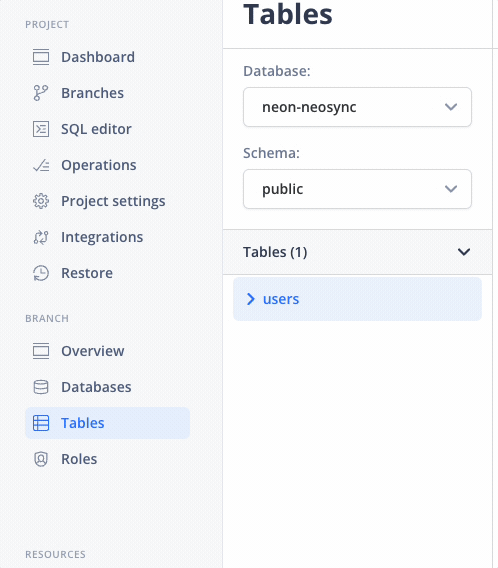 PROJECT
Dashboard
Branches
SQL editor
Operations
Project settings
Integrations
Restore
BRANCH
Overview
Databases
Tables
Roles
RESOURCES
Tables
Database:
neon-neosync
Schema:
public
Tables (1)
users